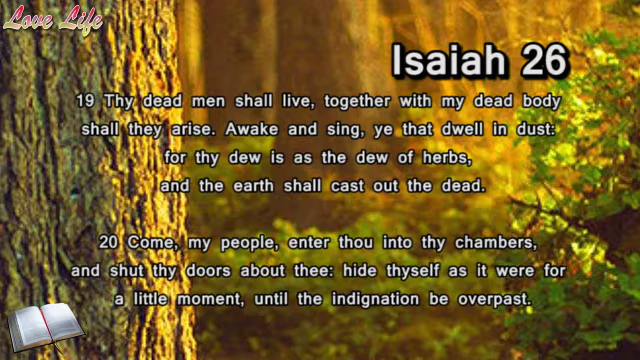 Love Life
Isaiah 26
19 Thy dead men shall live, together with my dead body
shall they arise. Awake and sing, ye that dwell in dust:
for thy dew is as the dew of herbs,
and the earth shall cast out the dead.
20 Come, my people, enter thou into thy chambers,
and shut thy doors about thee: hide thyself as it were for
a little moment, until the indignation be overpast.